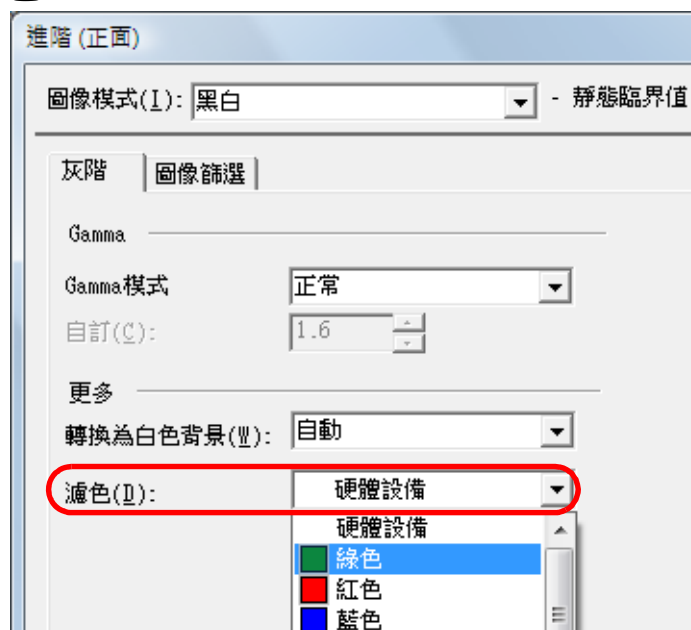 進階 (正面)
圖像模式(I): 黑白 - 靜態臨界值
灰階 圖像篩選
Gamma
Gamma模式 正常
自訂(C): 1.6
更多
轉換為白色背景(W): 自動
濾色(D): 硬體設備
硬體設備
綠色
紅色
藍色